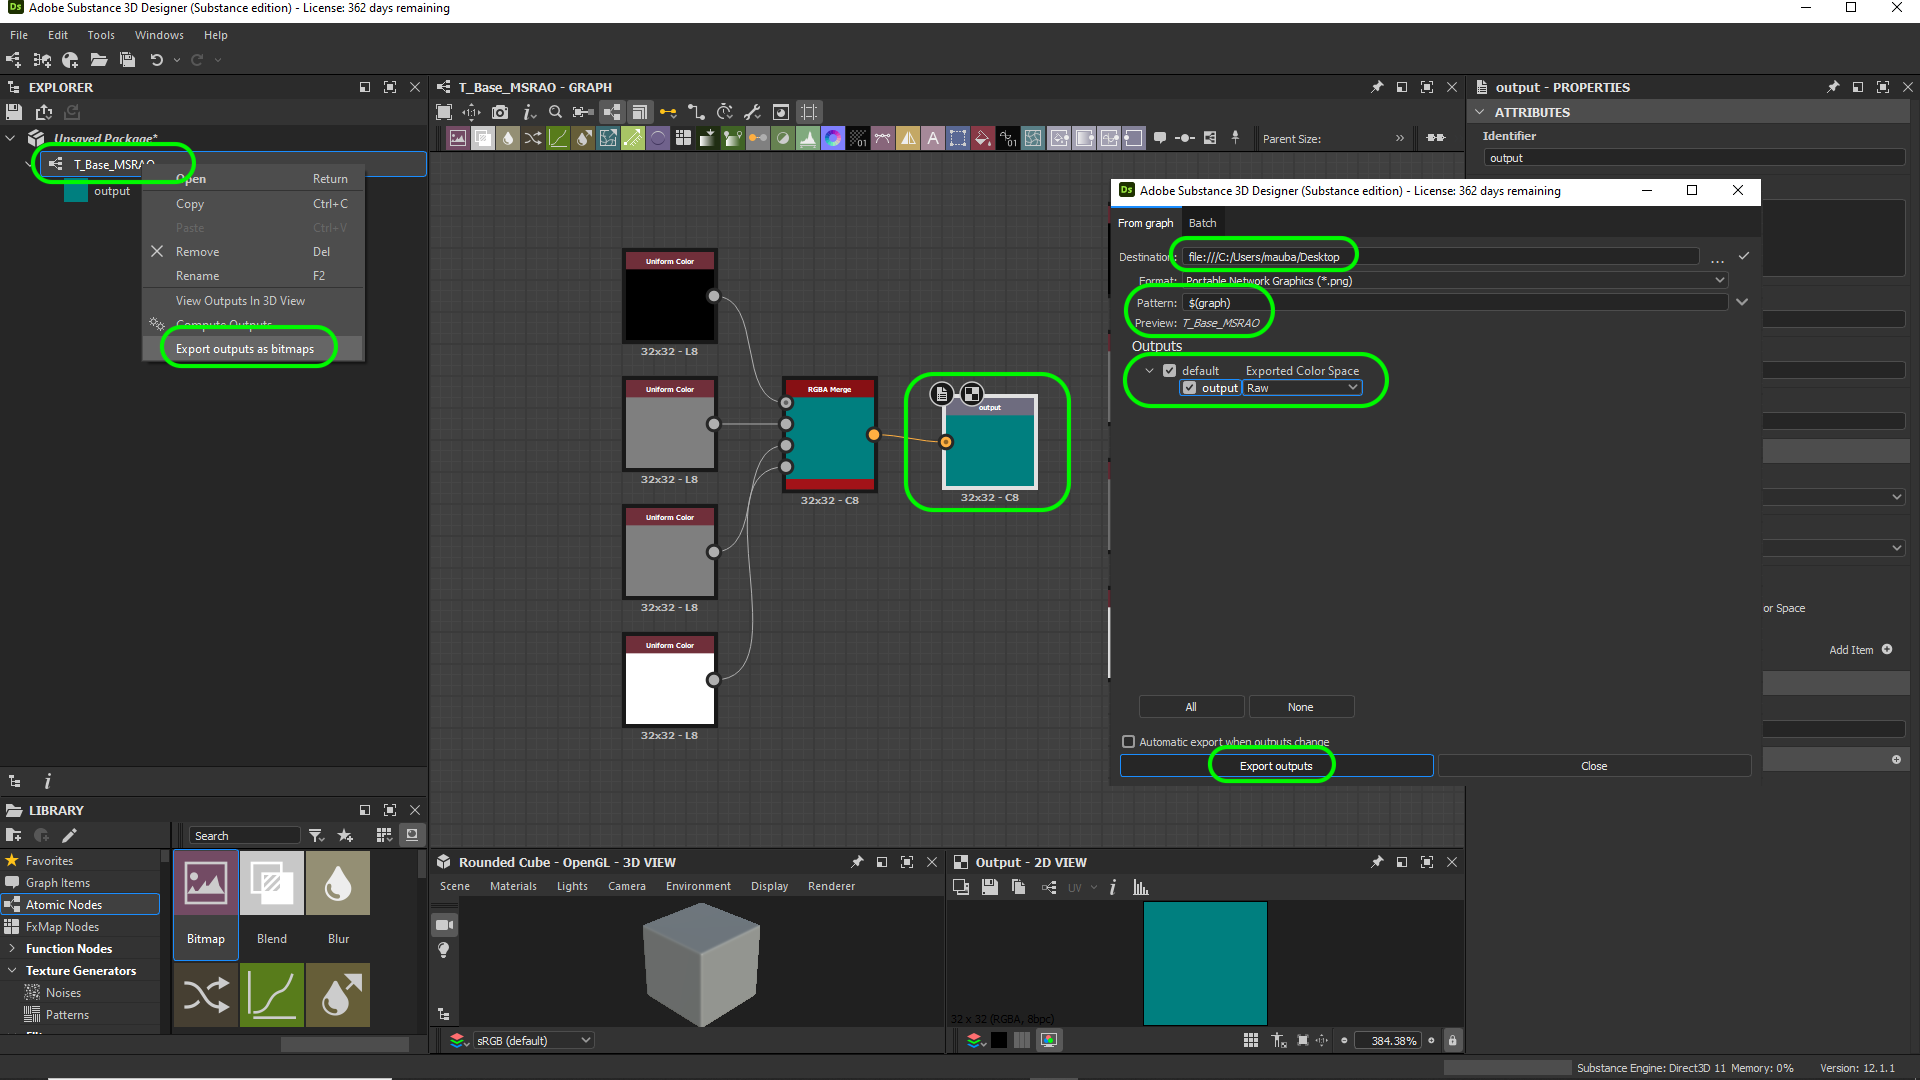 Adobe Substance 3D Designer (Substance edition) - License: 362 days remaining
File Edit Tools Windows Help
EXPLORER
Unsaved Package*
T_Base_MSRAO
output
Open Return
Copy Ctrl+C
Paste Ctrl+V
Remove Del
Rename F2
View Outputs In 3D View
Compute Outputs
Export outputs as bitmaps
T_Base_MSRAO - GRAPH
Parent Size:
Uniform Color
32x32 - L8
Uniform Color
32x32 - L8
Uniform Color
32x32 - L8
Uniform Color
32x32 - L8
RGBA Merge
32x32 - C8
output
32x32 - C8
output - PROPERTIES
ATTRIBUTES
Identifier
output
or Space
Add Item
Adobe Substance 3D Designer (Substance edition) - License: 362 days remaining
From graph Batch
Destination: file:///C:/Users/mauba/Desktop ...
Format: Portable Network Graphics (*.png)
Pattern: $(graph)
Preview: T_Base_MSRAO
Outputs
default Exported Color Space
output Raw
All None
Automatic export when outputs change
Export outputs Close
LIBRARY
Search
Favorites
Graph Items
Atomic Nodes
FxMap Nodes
Function Nodes
Texture Generators
Noises
Patterns
Bitmap Blend Blur
Rounded Cube - OpenGL - 3D VIEW
Scene Materials Lights Camera Environment Display Renderer
sRGB (default)
Output - 2D VIEW
UV
32 x 32 (RGBA, 8bpc)
384.38%
Substance Engine: Direct3D 11 Memory: 0% Version: 12.1.1